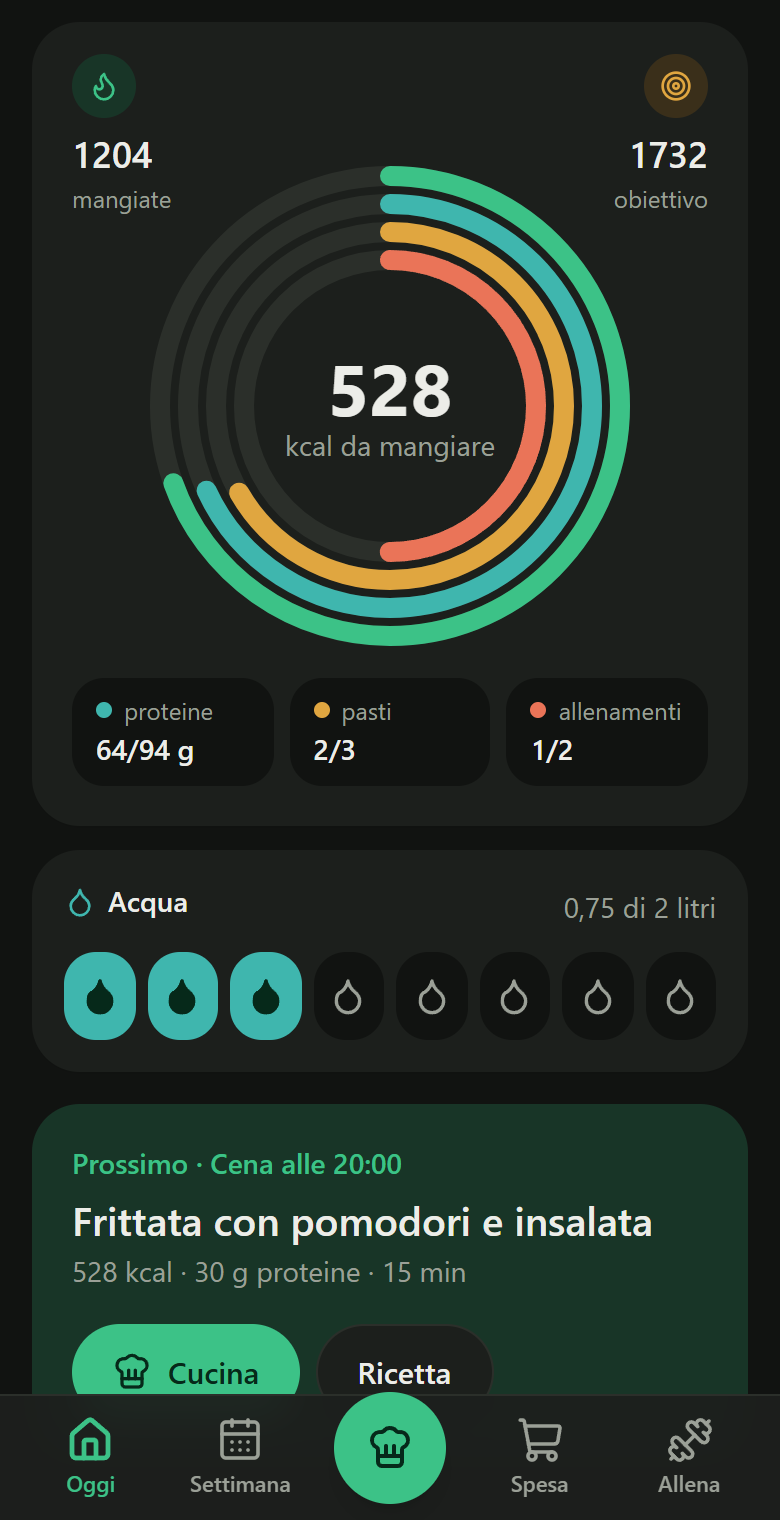 1204
mangiate
1732
obiettivo
528
kcal da mangiare
proteine
64/94 g
pasti
2/3
allenamenti
1/2
Acqua
0,75 di 2 litri
Prossimo · Cena alle 20:00
Frittata con pomodori e insalata
528 kcal · 30 g proteine · 15 min
Cucina
Ricetta
Oggi
Settimana
Spesa
Allena